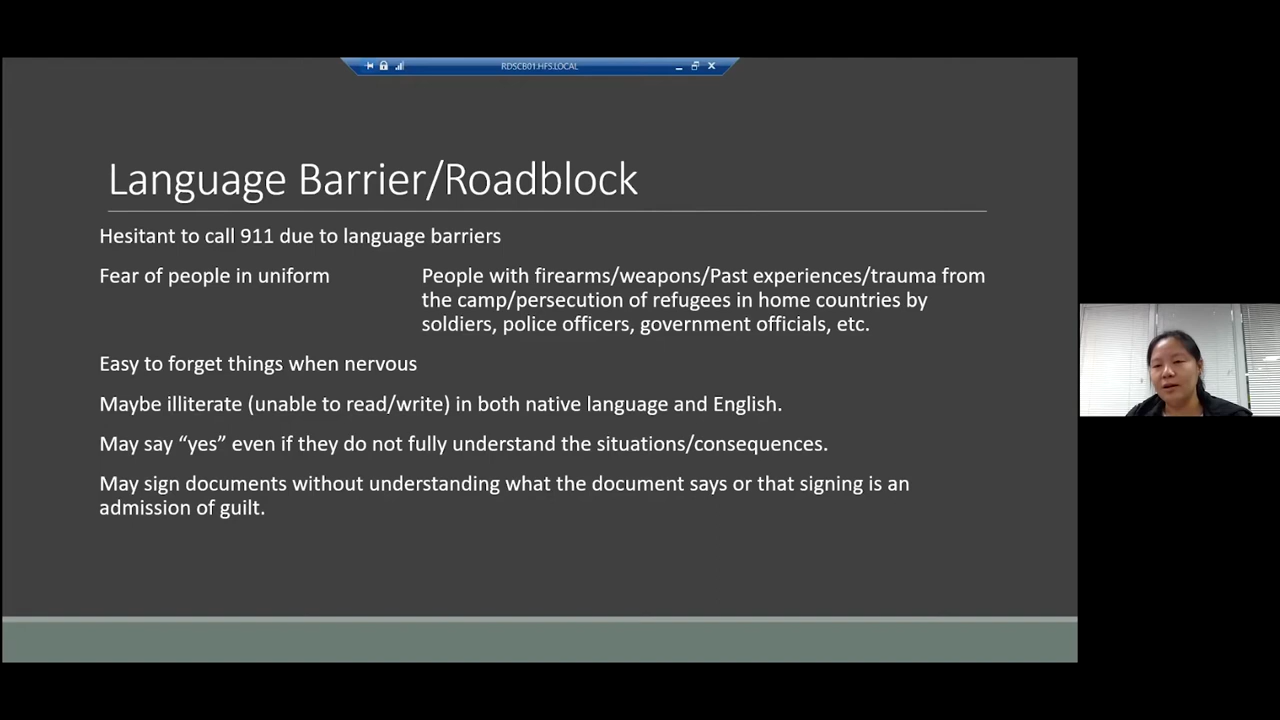 RDSCB01.HFS.LOCAL
Language Barrier/Roadblock
Hesitant to call 911 due to language barriers
Fear of people in uniform People with firearms/weapons/Past experiences/trauma from
the camp/persecution of refugees in home countries by
soldiers, police officers, government officials, etc.
Easy to forget things when nervous
Maybe illiterate (unable to read/write) in both native language and English.
May say “yes” even if they do not fully understand the situations/consequences.
May sign documents without understanding what the document says or that signing is an
admission of guilt.